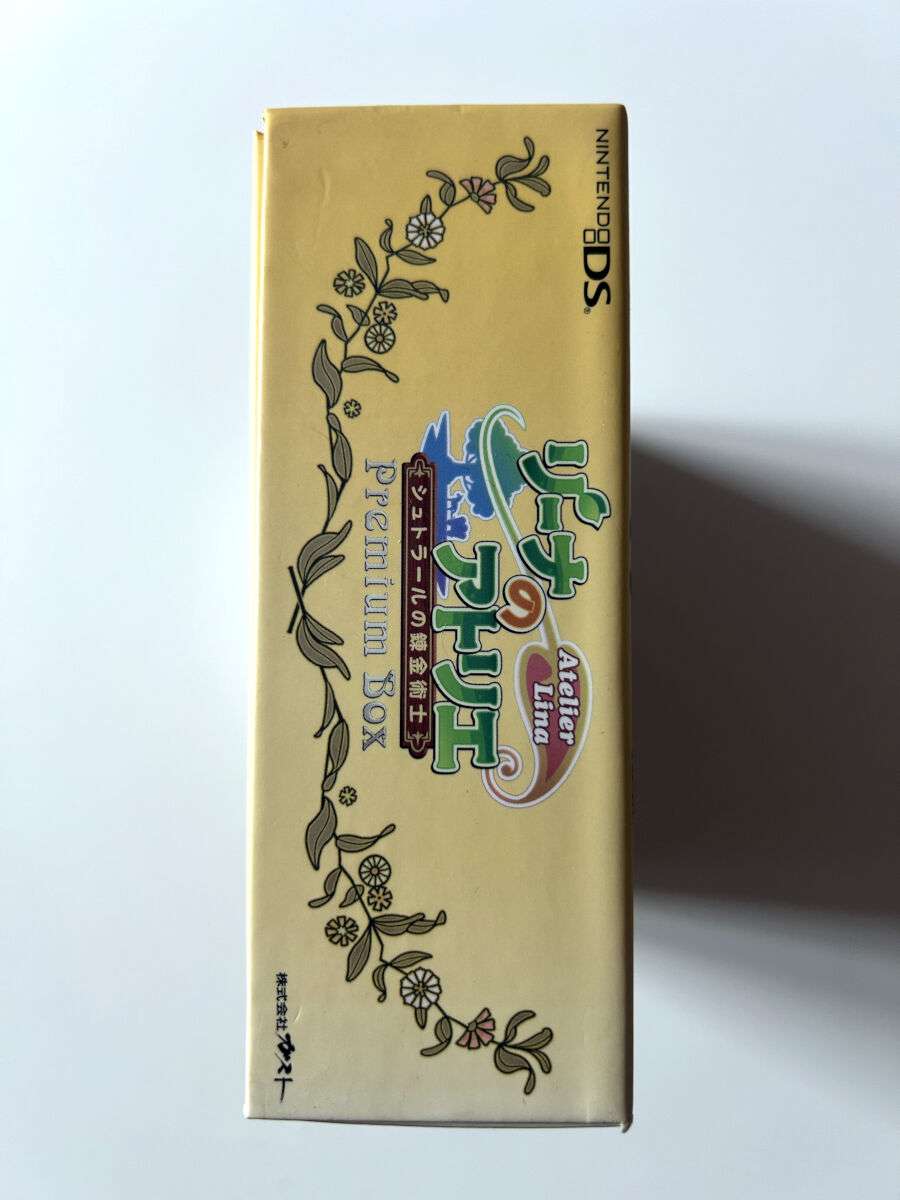 NINTENDO DS®
リーナ
の
アトリエ
Atelier
Lina
シュトラールの錬金術士
Premium Box
株式会社ガスト